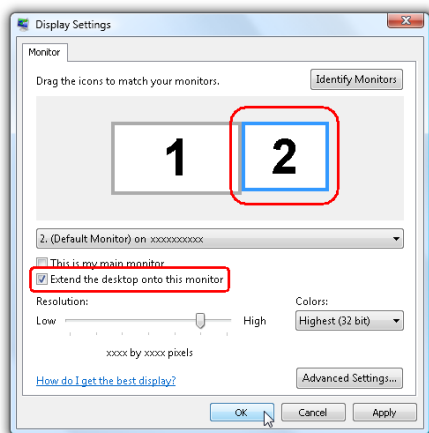 Display Settings
Monitor
Drag the icons to match your monitors.
Identify Monitors
1
2
2. (Default Monitor) on xxxxxxxxxx
This is my main monitor
Extend the desktop onto this monitor
Resolution:
Colors:
Low
High
Highest (32 bit)
xxxx by xxxx pixels
How do I get the best display?
Advanced Settings...
OK
Cancel
Apply